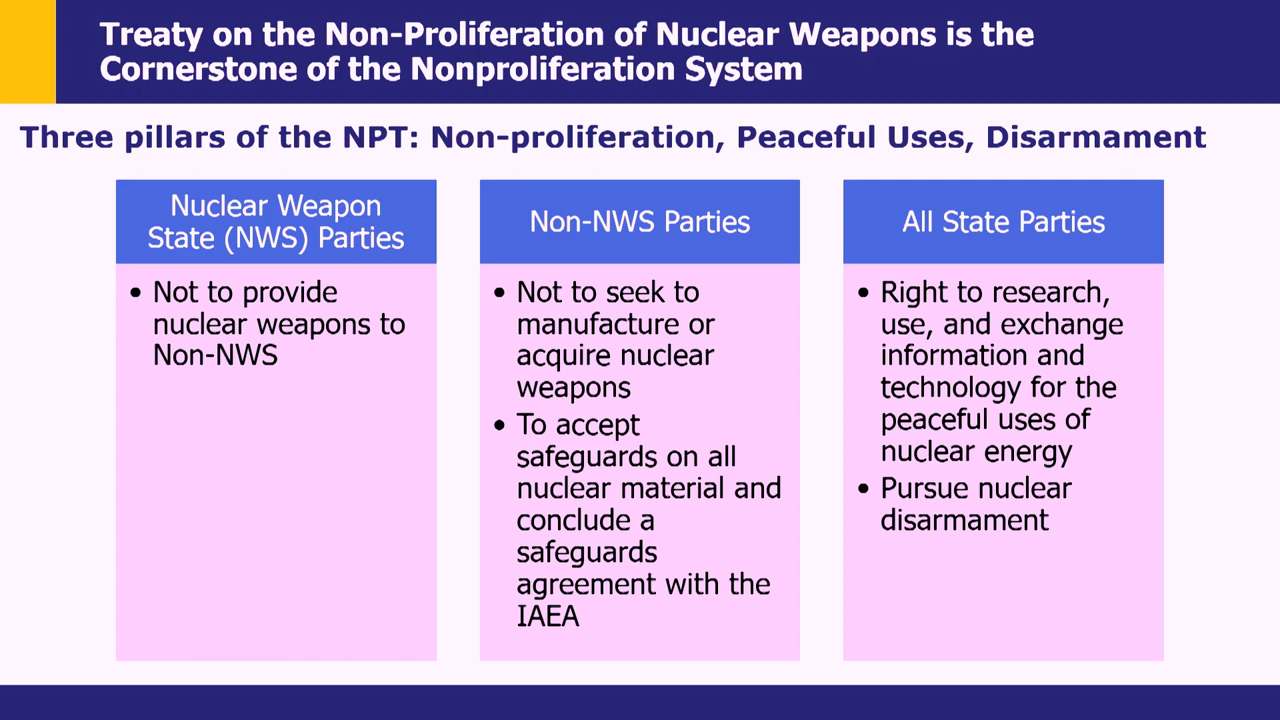 Treaty on the Non-Proliferation of Nuclear Weapons is the
Cornerstone of the Nonproliferation System
Three pillars of the NPT: Non-proliferation, Peaceful Uses, Disarmament
Nuclear Weapon
State (NWS) Parties
• Not to provide
nuclear weapons to
Non-NWS
Non-NWS Parties
• Not to seek to
manufacture or
acquire nuclear
weapons
• To accept
safeguards on all
nuclear material and
conclude a
safeguards
agreement with the
IAEA
All State Parties
• Right to research,
use, and exchange
information and
technology for the
peaceful uses of
nuclear energy
• Pursue nuclear
disarmament